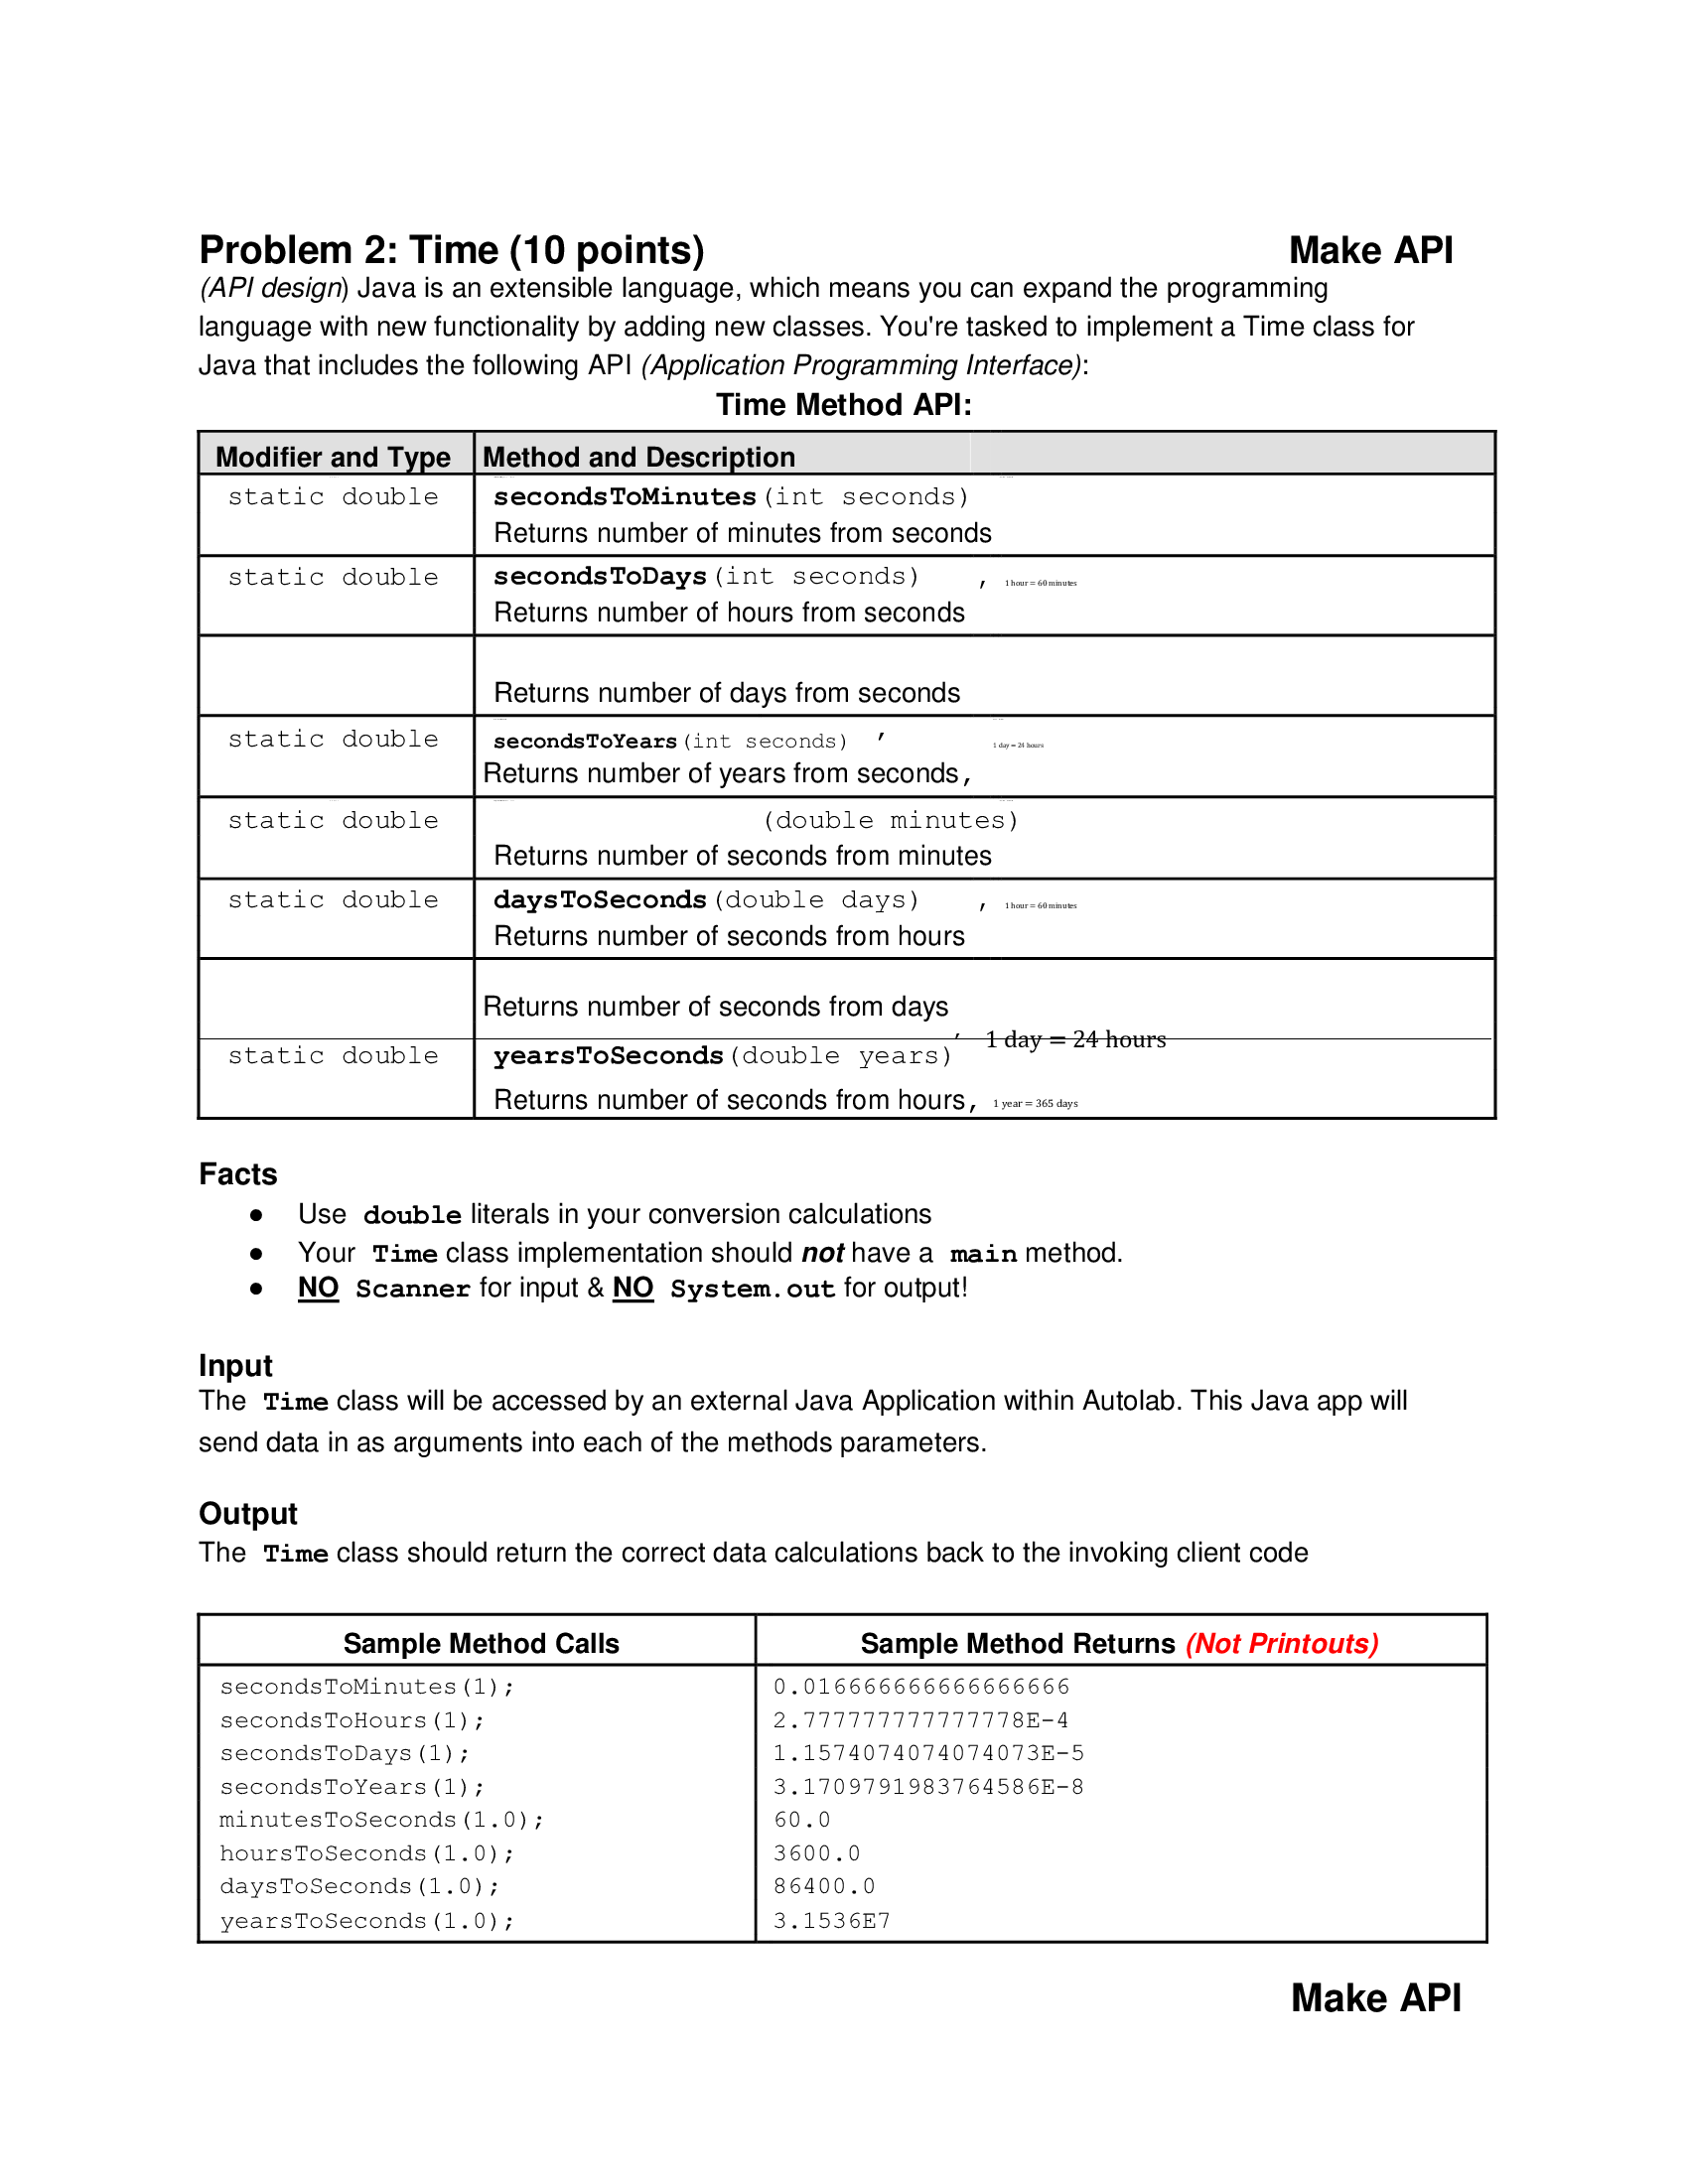 Problem 2: Time (10 points) Make API
(API design) Java is an extensible language, which means you can expand the programming
language with new functionality by adding new classes. You're tasked to implement a Time class for
Java that includes the following API (Application Programming Interface):
Time Method API:
Modifier and Type Method and Description
static double secondsToMinutes(int seconds)
Returns number of minutes from seconds
static double secondsToDays(int seconds) , 1 hour = 60 minutes
Returns number of hours from seconds
Returns number of days from seconds
static double secondsToYears(int seconds) , 1 day = 24 hours
Returns number of years from seconds,
static double (double minutes)
Returns number of seconds from minutes
static double daysToSeconds(double days) , 1 hour = 60 minutes
Returns number of seconds from hours
Returns number of seconds from days
, 1 day = 24 hours
static double yearsToSeconds(double years)
Returns number of seconds from hours, 1 year = 365 days
Facts
● Use double literals in your conversion calculations
● Your Time class implementation should not have a main method.
● NO Scanner for input & NO System.out for output!
Input
The Time class will be accessed by an external Java Application within Autolab. This Java app will
send data in as arguments into each of the methods parameters.
Output
The Time class should return the correct data calculations back to the invoking client code
Sample Method Calls Sample Method Returns (Not Printouts)
secondsToMinutes(1); 0.016666666666666666
secondsToHours(1); 2.777777777777778E-4
secondsToDays(1); 1.1574074074074073E-5
secondsToYears(1); 3.1709791983764586E-8
minutesToSeconds(1.0); 60.0
hoursToSeconds(1.0); 3600.0
daysToSeconds(1.0); 86400.0
yearsToSeconds(1.0); 3.1536E7
Make API